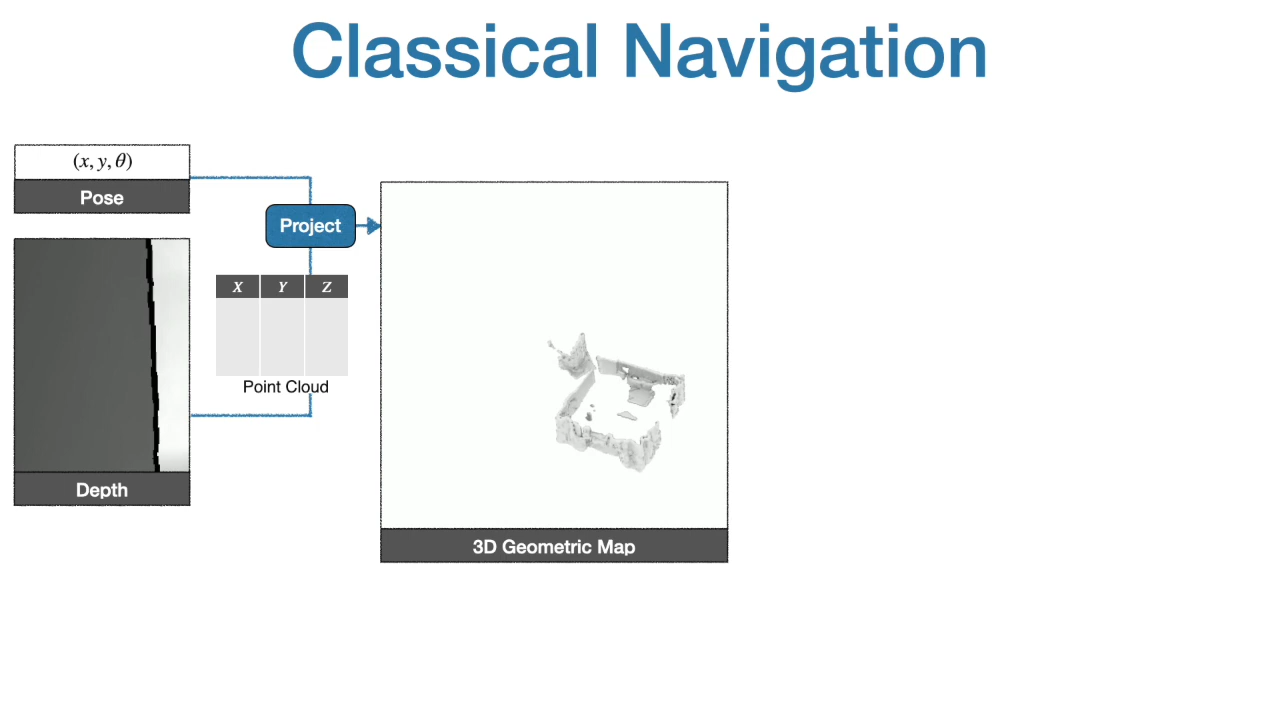 Classical Navigation
(x, y, θ)
Pose
Project
X Y Z
Point Cloud
Depth
3D Geometric Map